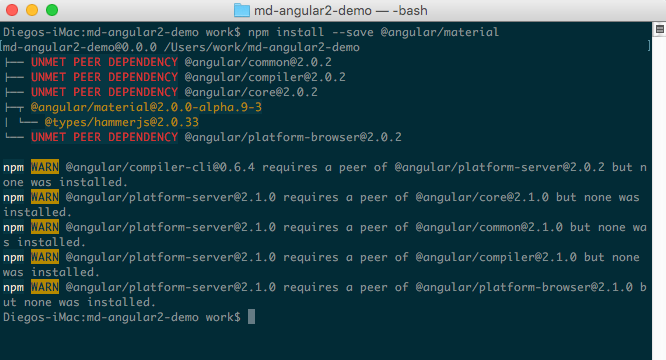 md-angular2-demo — -bash
Diegos-iMac:md-angular2-demo work$ npm install --save @angular/material
md-angular2-demo@0.0.0 /Users/work/md-angular2-demo
├── UNMET PEER DEPENDENCY @angular/common@2.0.2
├── UNMET PEER DEPENDENCY @angular/compiler@2.0.2
├── UNMET PEER DEPENDENCY @angular/core@2.0.2
├─┬ @angular/material@2.0.0-alpha.9-3
│ └── @types/hammerjs@2.0.33
└── UNMET PEER DEPENDENCY @angular/platform-browser@2.0.2
npm WARN @angular/compiler-cli@0.6.4 requires a peer of @angular/platform-server@2.0.2 but n
one was installed.
npm WARN @angular/platform-server@2.1.0 requires a peer of @angular/core@2.1.0 but none was
installed.
npm WARN @angular/platform-server@2.1.0 requires a peer of @angular/common@2.1.0 but none wa
s installed.
npm WARN @angular/platform-server@2.1.0 requires a peer of @angular/compiler@2.1.0 but none
was installed.
npm WARN @angular/platform-server@2.1.0 requires a peer of @angular/platform-browser@2.1.0 b
ut none was installed.
Diegos-iMac:md-angular2-demo work$